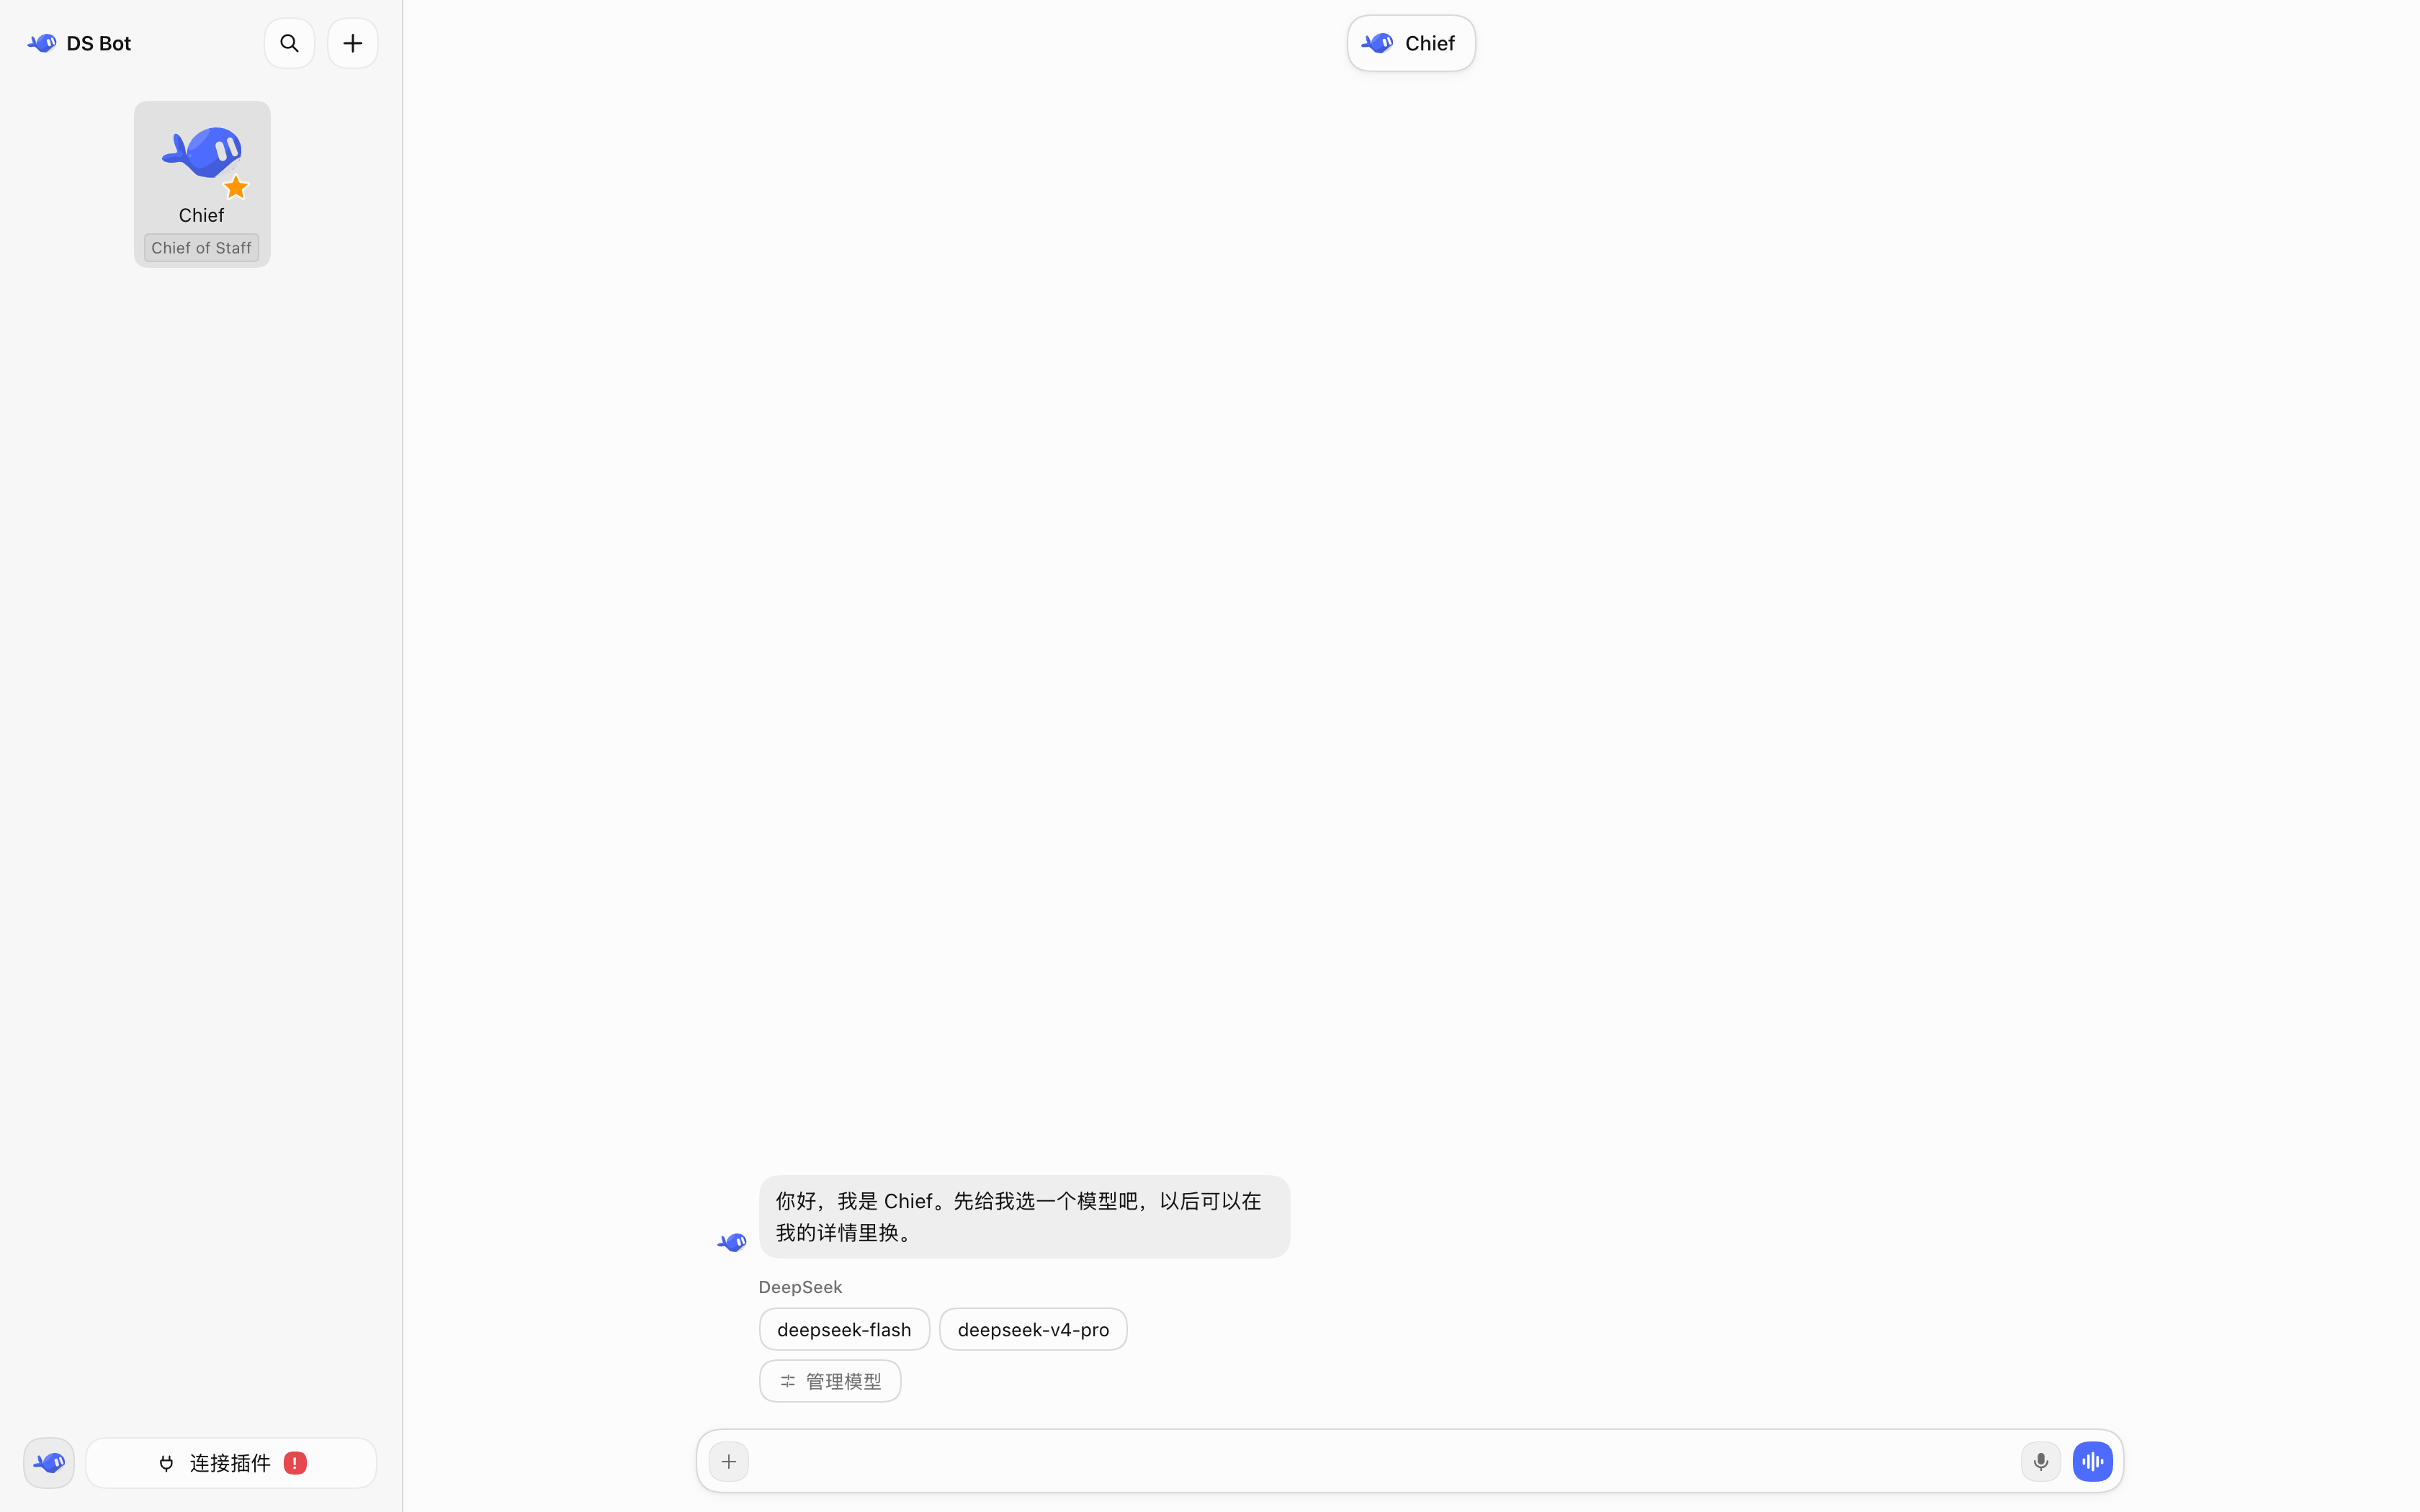 DS Bot
Chief
Chief of Staff
连接插件
!
Chief
你好，我是 Chief。先给我选一个模型吧，以后可以在
我的详情里换。
DeepSeek
deepseek-flash
deepseek-v4-pro
管理模型